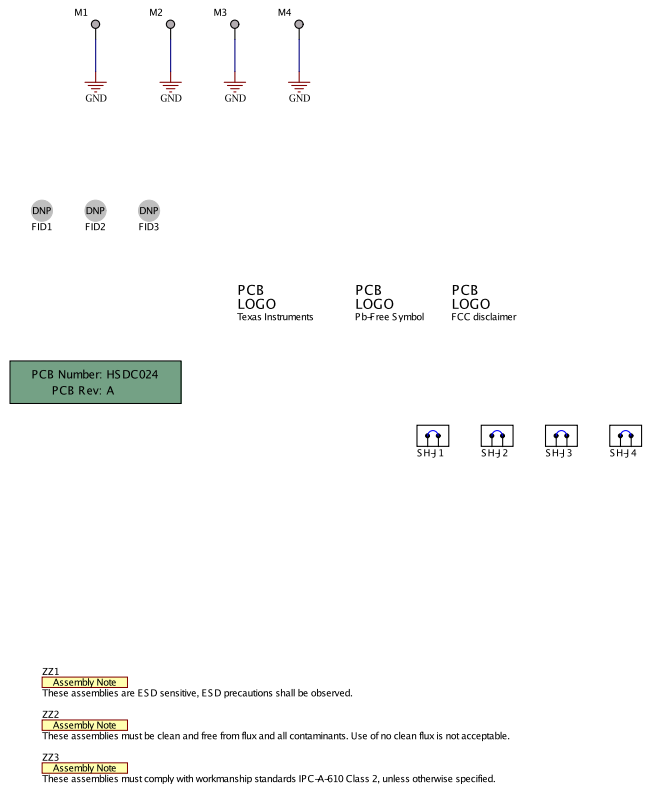 M1 M2 M3 M4
GND GND GND GND
DNP DNP DNP
FID1 FID2 FID3
PCB PCB PCB
LOGO LOGO LOGO
Texas Instruments Pb-Free Symbol FCC disclaimer
PCB Number: HSDC024
PCB Rev: A
SH-J1 SH-J2 SH-J3 SH-J4
ZZ1
Assembly Note
These assemblies are ESD sensitive, ESD precautions shall be observed.
ZZ2
Assembly Note
These assemblies must be clean and free from flux and all contaminants. Use of no clean flux is not acceptable.
ZZ3
Assembly Note
These assemblies must comply with workmanship standards IPC-A-610 Class 2, unless otherwise specified.